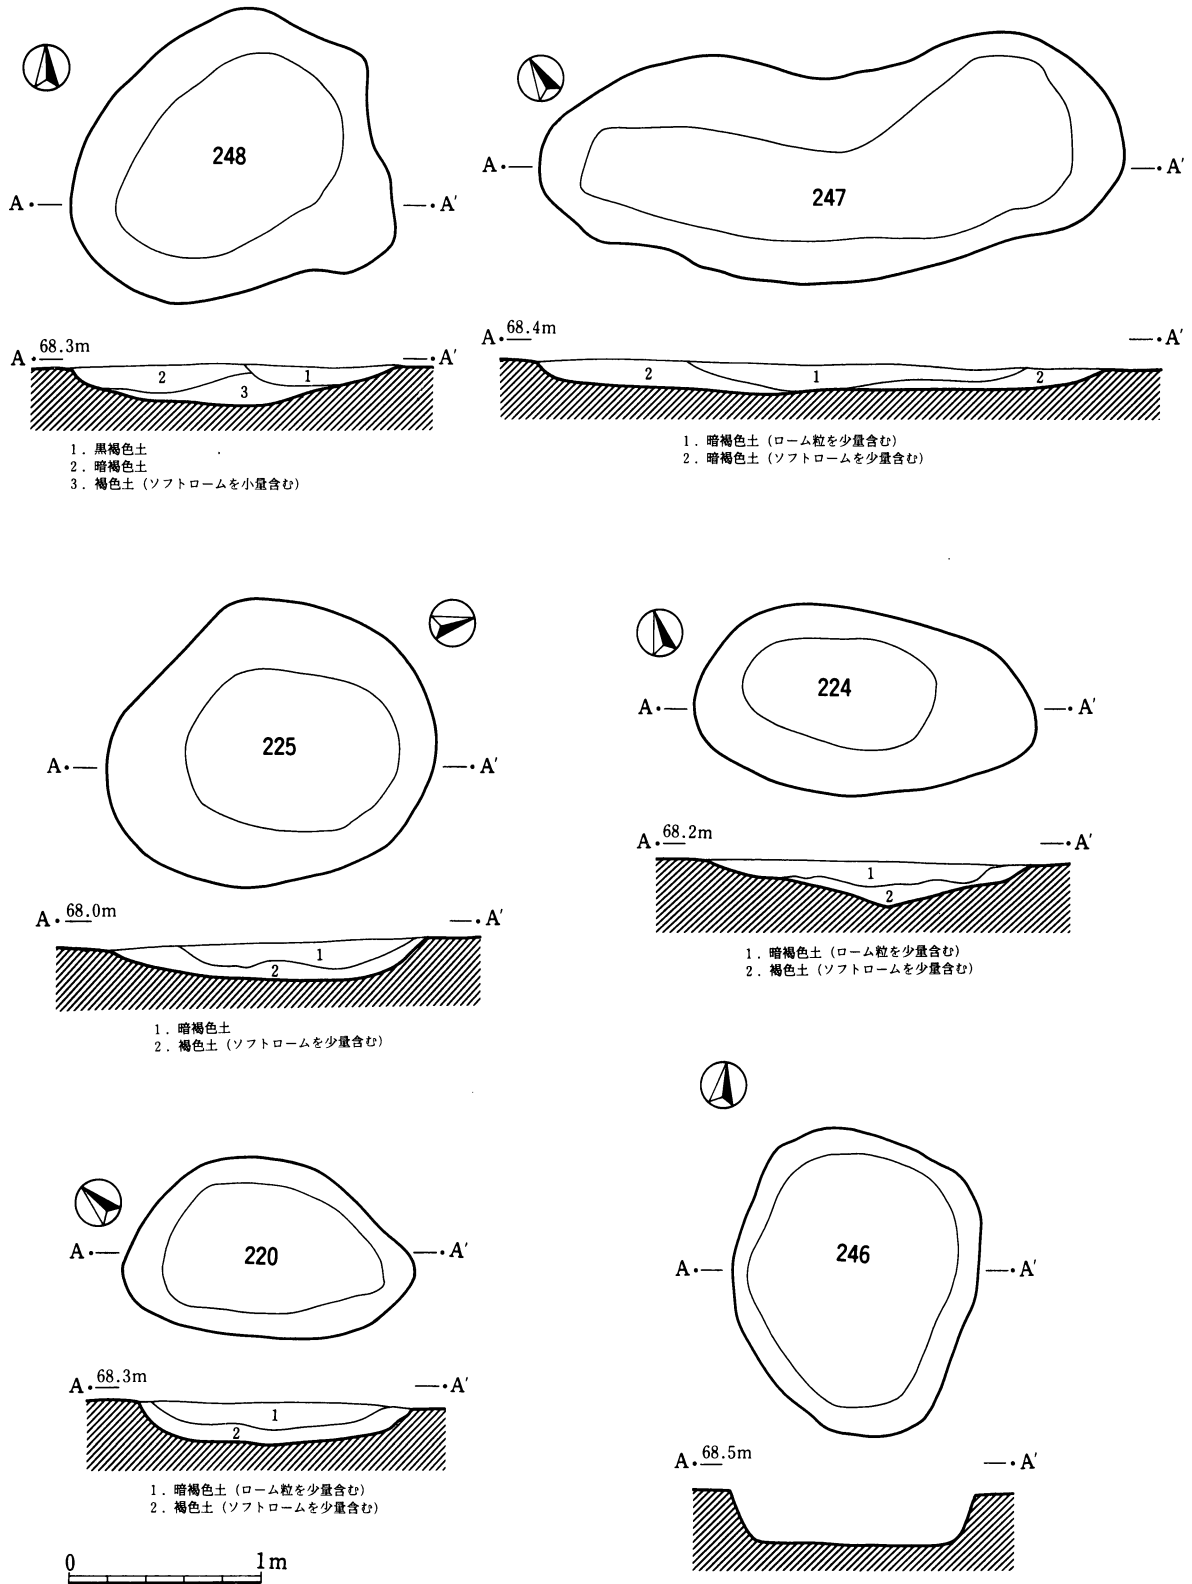 248
A A′
A 68.3m A′
2 1
3
1. 黒褐色土
2. 暗褐色土
3. 褐色土 (ソフトロームを小量含む)
247
A A′
A 68.4m A′
2 1 2
1. 暗褐色土 (ローム粒を少量含む)
2. 暗褐色土 (ソフトロームを少量含む)
225
A A′
A 68.0m A′
1
2
1. 暗褐色土
2. 褐色土 (ソフトロームを少量含む)
224
A A′
A 68.2m A′
1
2
1. 暗褐色土 (ローム粒を少量含む)
2. 褐色土 (ソフトロームを少量含む)
220
A A′
A 68.3m A′
1
2
1. 暗褐色土 (ローム粒を少量含む)
2. 褐色土 (ソフトロームを少量含む)
246
A A′
A 68.5m A′
0 1m